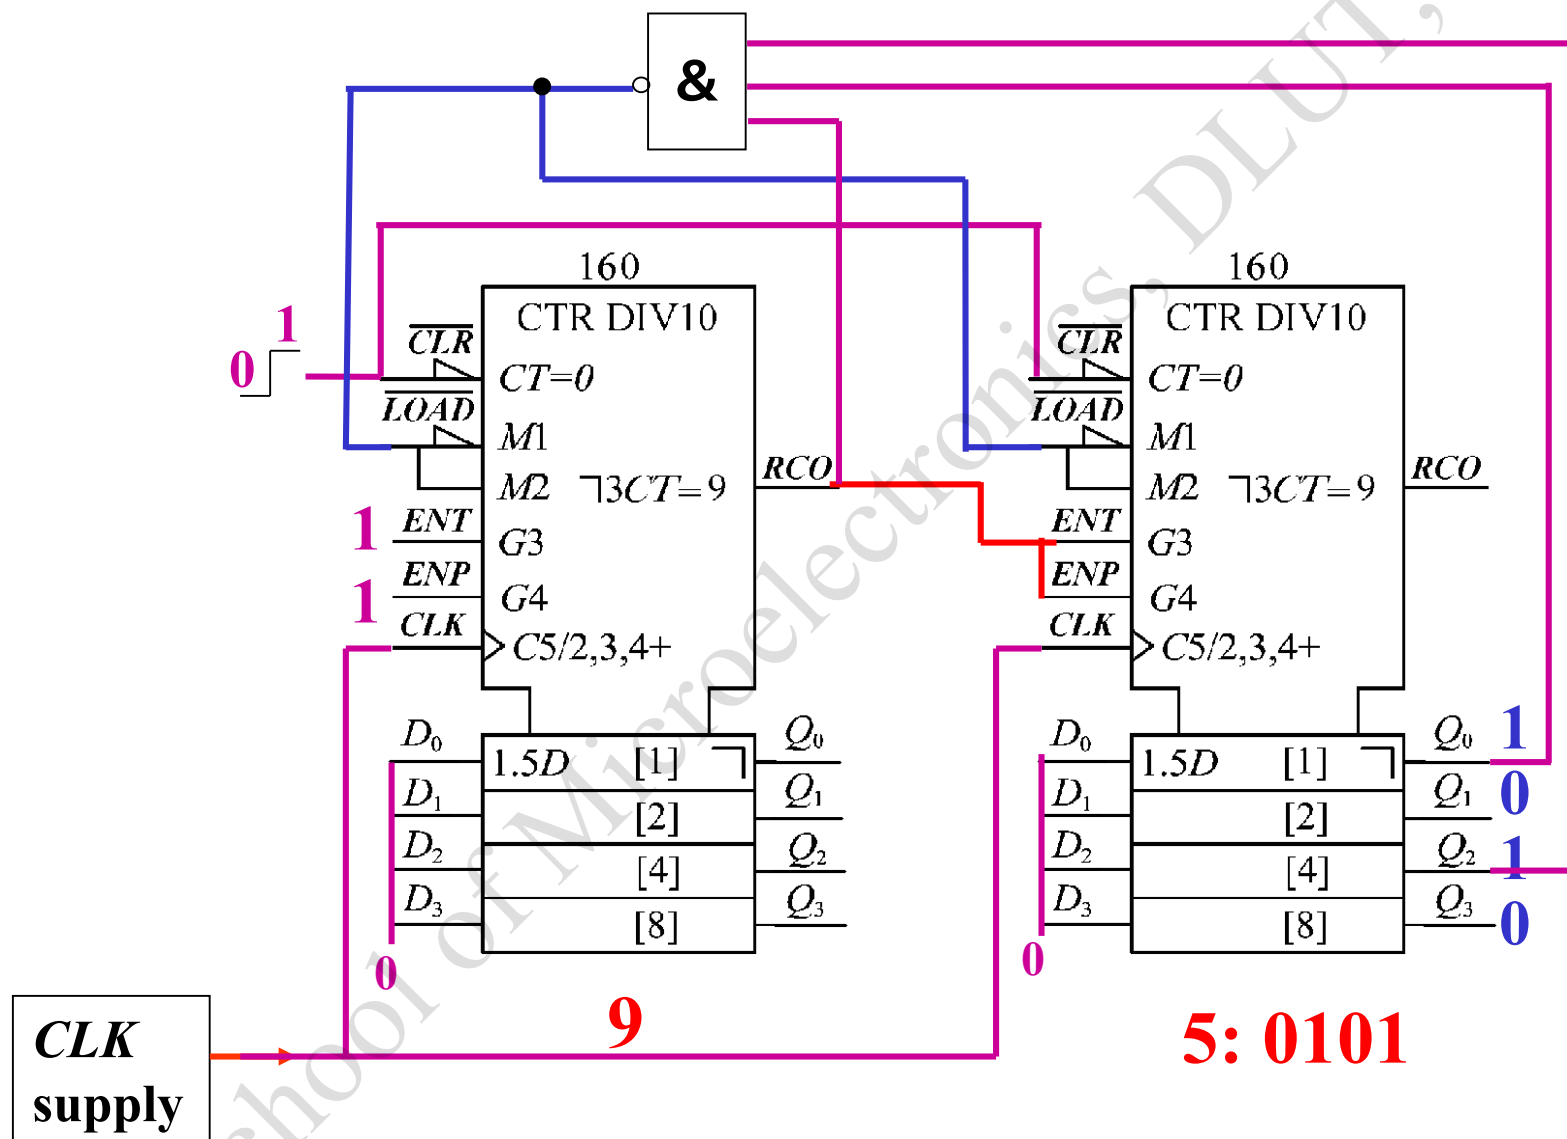 &
160
160
CTR DIV10
CTR DIV10
1
0
CLR
CT=0
CLR
CT=0
LOAD
M1
LOAD
M1
M2
⅂3CT=9
RCO
M2
⅂3CT=9
RCO
1
ENT
G3
ENT
G3
1
ENP
G4
ENP
G4
CLK
C5/2,3,4+
CLK
C5/2,3,4+
D0
1.5D
[1]
Q0
D0
1.5D
[1]
Q0
1
D1
[2]
Q1
D1
[2]
Q1
0
D2
[4]
Q2
D2
[4]
Q2
1
D3
[8]
Q3
D3
[8]
Q3
0
0
0
9
5: 0101
CLK
supply
hool of Microelectronics, DLUT,